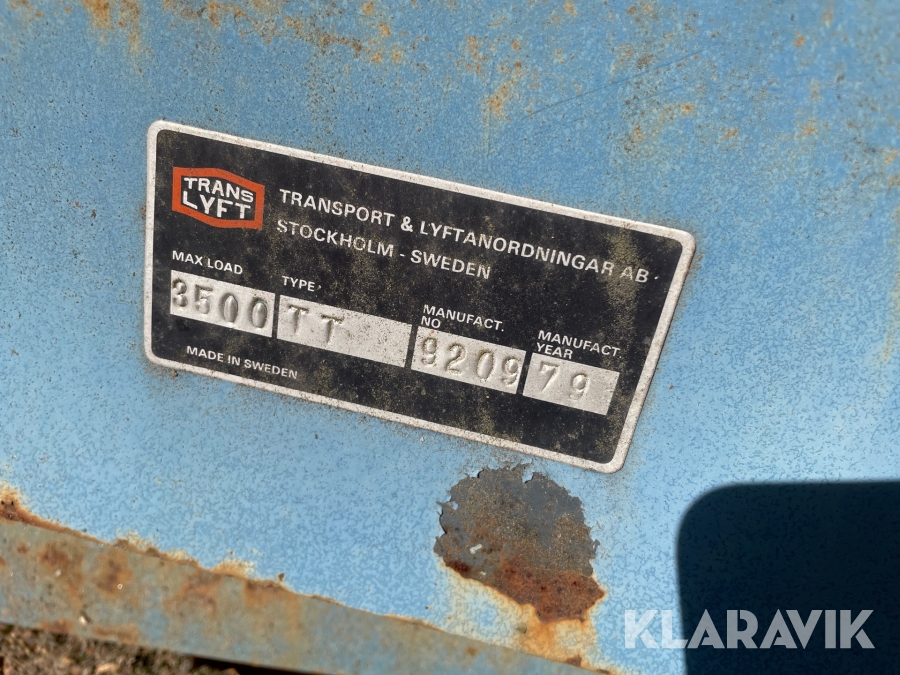 TRANS
LYFT
TRANSPORT & LYFTANORDNINGAR AB
STOCKHOLM - SWEDEN
MAX LOAD
3500
TYPE
TT
MANUFACT.
NO
9209
MANUFACT
YEAR
79
MADE IN SWEDEN
KLARAVIK